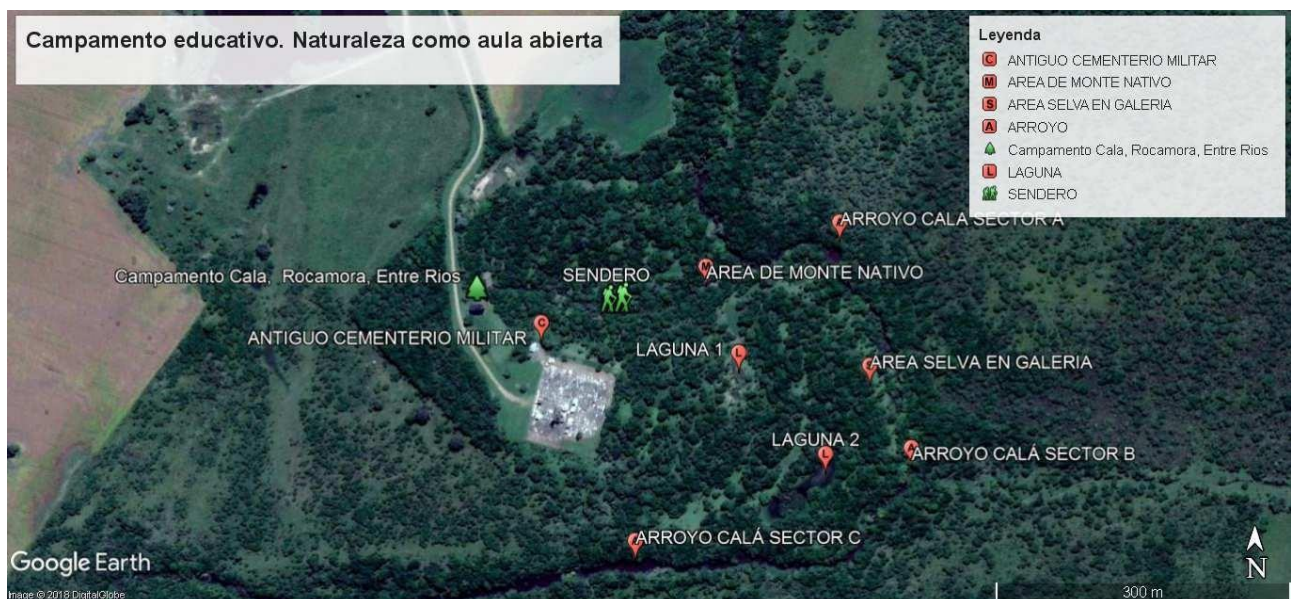 Campamento educativo. Naturaleza como aula abierta
Leyenda
C ANTIGUO CEMENTERIO MILITAR
M AREA DE MONTE NATIVO
S AREA SELVA EN GALERIA
A ARROYO
Campamento Cala, Rocamora, Entre Rios
L LAGUNA
SENDERO
ARROYO CALA SECTOR A
M AREA DE MONTE NATIVO
SENDERO
Campamento Cala, Rocamora, Entre Rios
C
ANTIGUO CEMENTERIO MILITAR
LAGUNA 1
L
AREA SELVA EN GALERIA
LAGUNA 2
L
A ARROYO CALÁ SECTOR B
ARROYO CALÁ SECTOR C
Google Earth
N
Image © 2018 DigitalGlobe
300 m